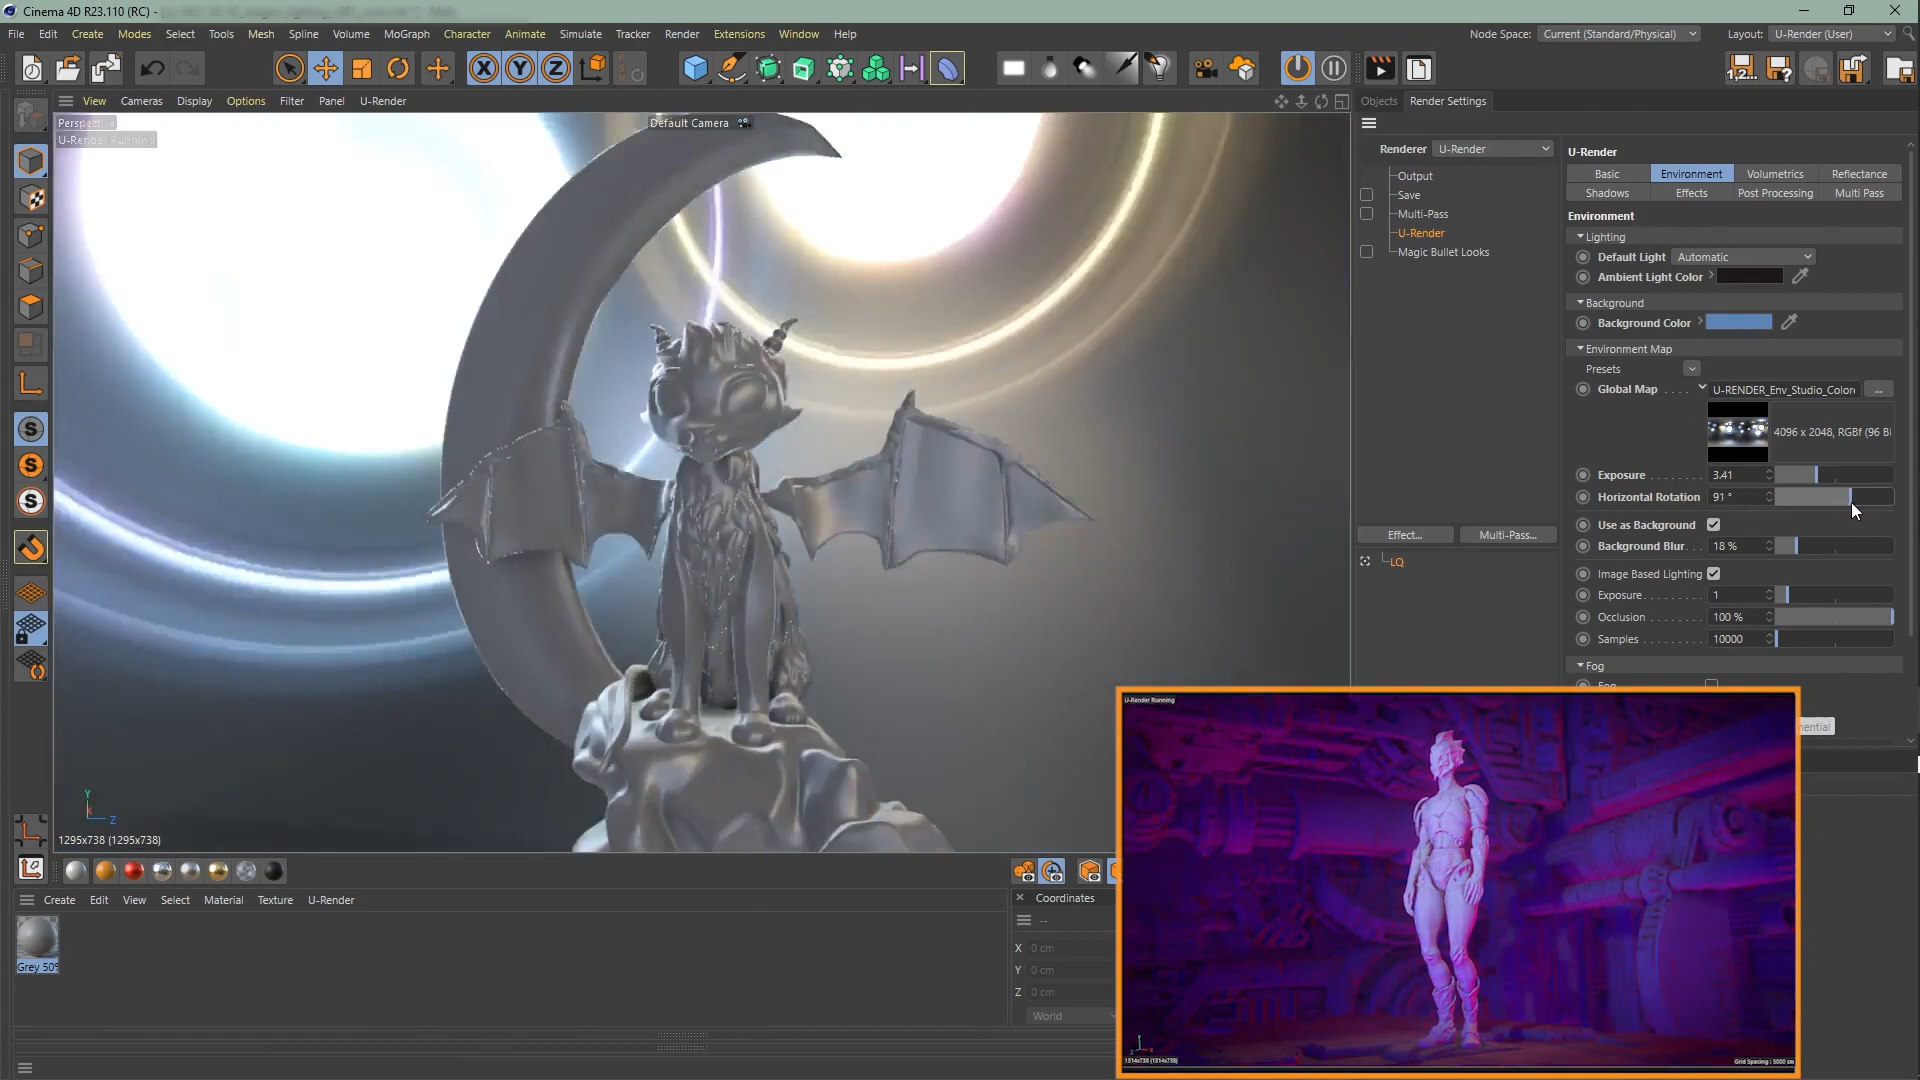 Cinema 4D R23.110 (RC) -
File Edit Create Modes Select Tools Mesh Spline Volume MoGraph Character Animate Simulate Tracker Render Extensions Window Help
Node Space: Current (Standard/Physical) Layout: U-Render (User)
View Cameras Display Options Filter Panel U-Render
Objects Render Settings
Default Camera
U-Render Running
Renderer U-Render
Output
Save
Multi-Pass
U-Render
Magic Bullet Looks
Effect... Multi-Pass...
LQ
U-Render
Basic Environment Volumetrics Reflectance
Shadows Effects Post Processing Multi Pass
Environment
Lighting
Default Light Automatic
Ambient Light Color
Background
Background Color
Environment Map
Presets
Global Map . . . . U-RENDER_Env_Studio_Color ...
4096 x 2048, RGBf (96 Bi
Exposure . . . . . . . 3.41
Horizontal Rotation 91 °
Use as Background
Background Blur. . 18 %
Image Based Lighting
Exposure. . . . . . . . . 1
Occlusion . . . . . . . . 100 %
Samples . . . . . . . . . 10000
Fog
Y
Z
1295x738 (1295x738)
Create Edit View Select Material Texture U-Render
Grey 50%
Coordinates
--
X 0 cm
Y 0 cm
Z 0 cm
World
U-Render Running
1314x738 (1314x738)
Grid Spacing : 5000 cm